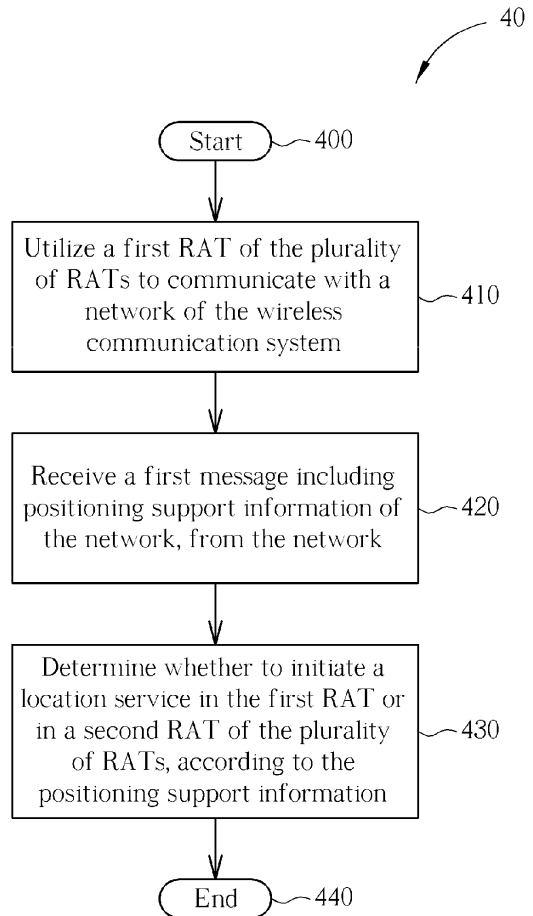 40
Start
400
Utilize a first RAT of the plurality
of RATs to communicate with a
network of the wireless
communication system
410
Receive a first message including
positioning support information of
the network, from the network
420
Determine whether to initiate a
location service in the first RAT or
in a second RAT of the plurality
of RATs, according to the
positioning support information
430
End
440